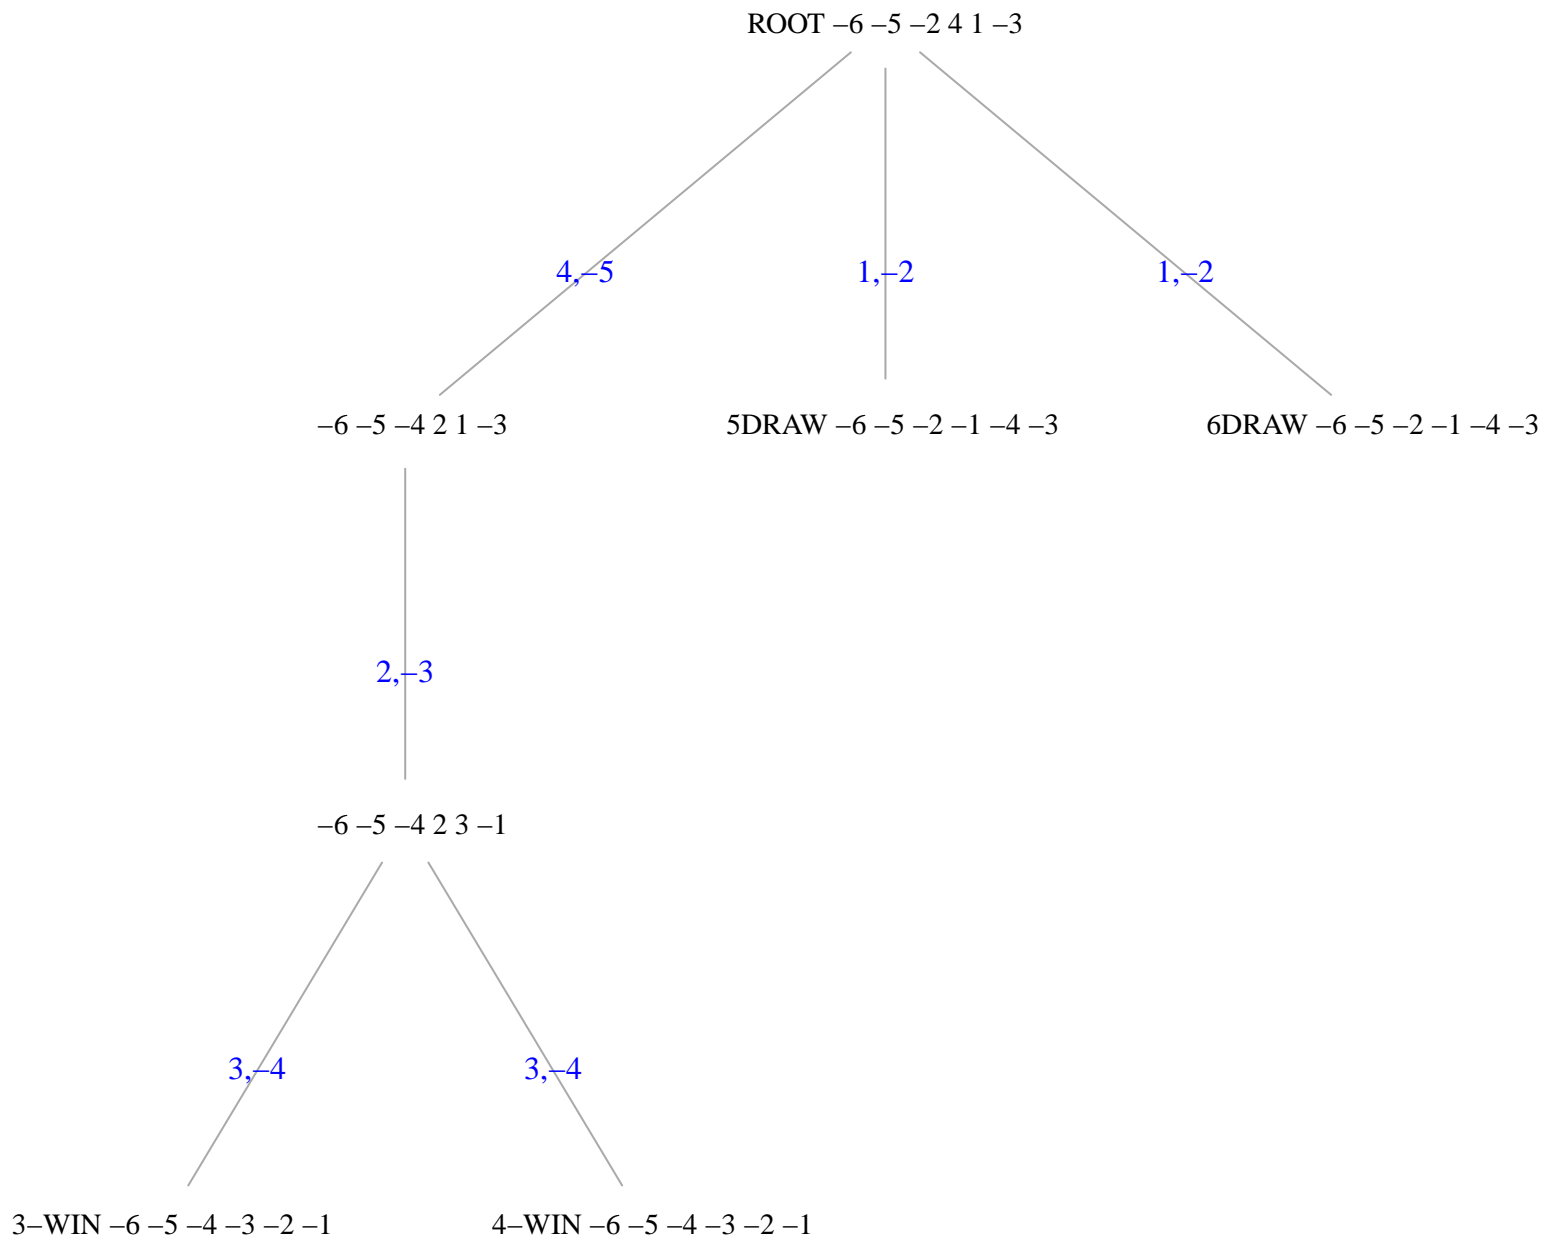 ROOT –6 –5 –2 4 1 –3
4,–5
1,–2
1,–2
–6 –5 –4 2 1 –3
5DRAW –6 –5 –2 –1 –4 –3
6DRAW –6 –5 –2 –1 –4 –3
2,–3
–6 –5 –4 2 3 –1
3,–4
3,–4
3–WIN –6 –5 –4 –3 –2 –1
4–WIN –6 –5 –4 –3 –2 –1